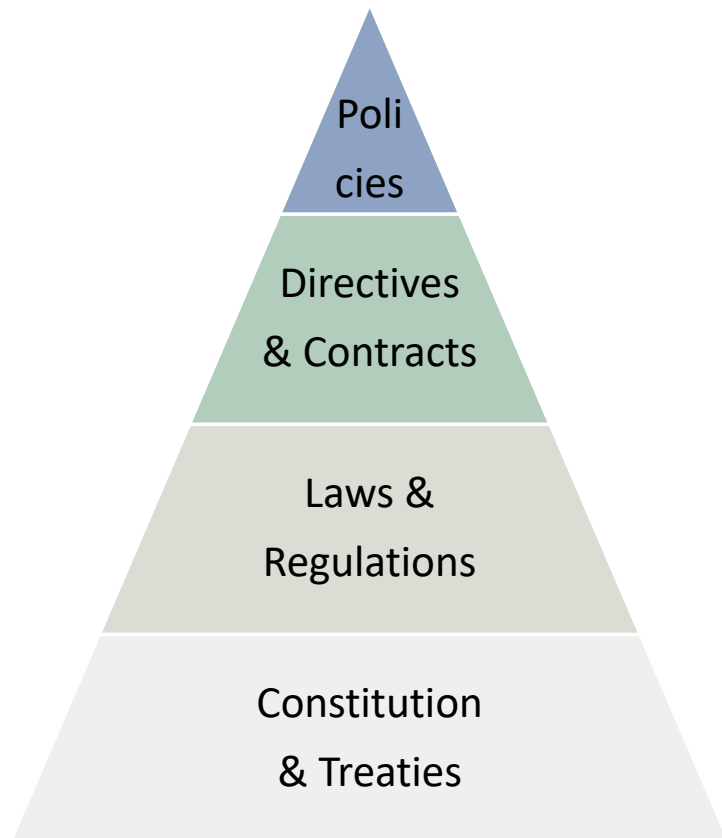 Poli
cies
Directives
& Contracts
Laws &
Regulations
Constitution
& Treaties